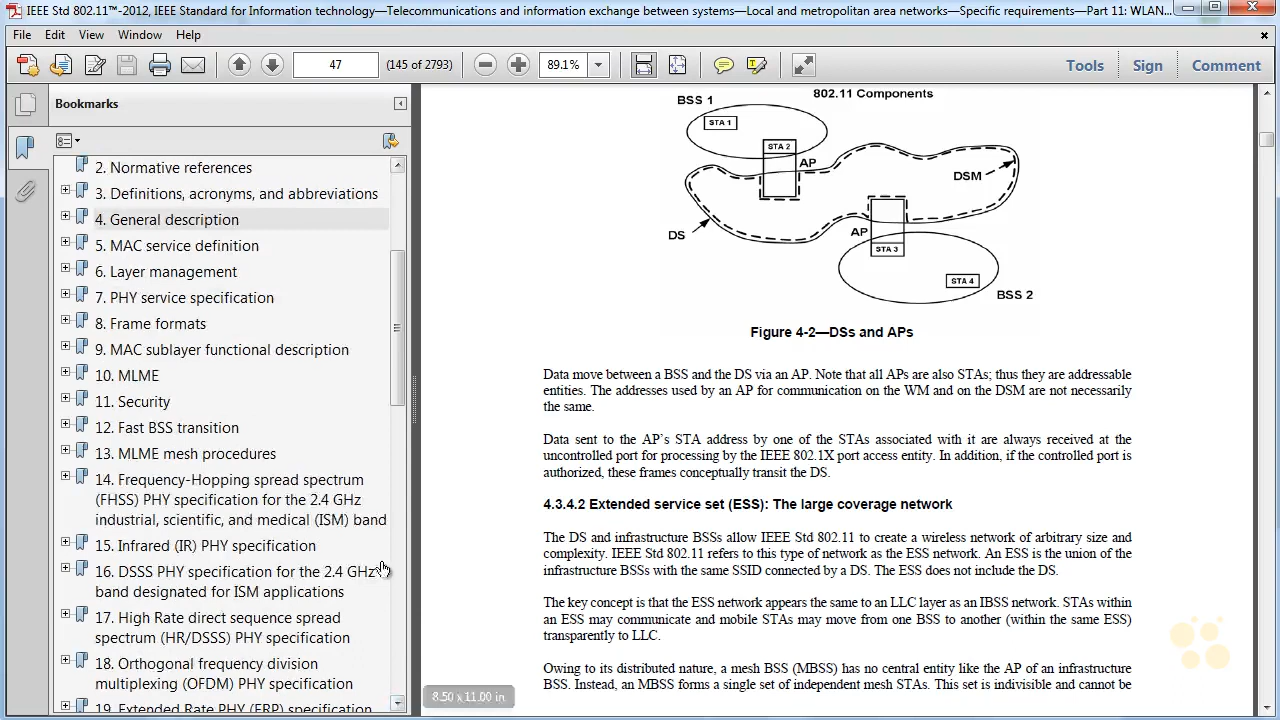 IEEE Std 802.11™-2012, IEEE Standard for Information technology—Telecommunications and information exchange between systems—Local and metropolitan area networks—Specific requirements—Part 11: WLAN...
File Edit View Window Help
47 (145 of 2793) 89.1% Tools Sign Comment
Bookmarks
2. Normative references
3. Definitions, acronyms, and abbreviations
4. General description
5. MAC service definition
6. Layer management
7. PHY service specification
8. Frame formats
9. MAC sublayer functional description
10. MLME
11. Security
12. Fast BSS transition
13. MLME mesh procedures
14. Frequency-Hopping spread spectrum
(FHSS) PHY specification for the 2.4 GHz
industrial, scientific, and medical (ISM) band
15. Infrared (IR) PHY specification
16. DSSS PHY specification for the 2.4 GHz
band designated for ISM applications
17. High Rate direct sequence spread
spectrum (HR/DSSS) PHY specification
18. Orthogonal frequency division
multiplexing (OFDM) PHY specification
19. Extended Rate PHY (ERP) specification
802.11 Components
BSS 1
STA 1
STA 2
AP
DSM
DS
AP
STA 3
STA 4
BSS 2
Figure 4-2—DSs and APs
Data move between a BSS and the DS via an AP. Note that all APs are also STAs; thus they are addressable
entities. The addresses used by an AP for communication on the WM and on the DSM are not necessarily
the same.
Data sent to the AP's STA address by one of the STAs associated with it are always received at the
uncontrolled port for processing by the IEEE 802.1X port access entity. In addition, if the controlled port is
authorized, these frames conceptually transit the DS.
4.3.4.2 Extended service set (ESS): The large coverage network
The DS and infrastructure BSSs allow IEEE Std 802.11 to create a wireless network of arbitrary size and
complexity. IEEE Std 802.11 refers to this type of network as the ESS network. An ESS is the union of the
infrastructure BSSs with the same SSID connected by a DS. The ESS does not include the DS.
The key concept is that the ESS network appears the same to an LLC layer as an IBSS network. STAs within
an ESS may communicate and mobile STAs may move from one BSS to another (within the same ESS)
transparently to LLC.
Owing to its distributed nature, a mesh BSS (MBSS) has no central entity like the AP of an infrastructure
BSS. Instead, an MBSS forms a single set of independent mesh STAs. This set is indivisible and cannot be
8.50 x 11.00 in